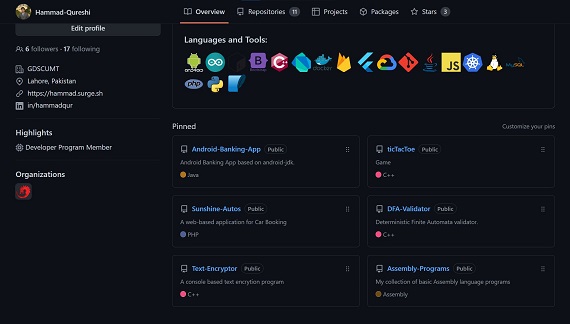 Hammad-Qureshi
Overview
Repositories 11
Projects
Packages
Stars 3
Edit profile
6 followers · 17 following
GDSCUMT
Lahore, Pakistan
https://hammad.surge.sh
in/hammadqur
Highlights
Developer Program Member
Organizations
Languages and Tools:
ANDROID
B
docker
JS
MySQL
php
Pinned
Customize your pins
Android-Banking-App Public
Android Banking App based on android-jdk
Java
ticTacToe Public
Game
C++
Sunshine-Autos Public
A web-based application for Car Booking
PHP
DFA-Validator Public
Deterministic Finite Automata validator.
C++
Text-Encryptor Public
A console based text encryption program
C++
Assembly-Programs Public
My collection of basic Assembly language programs
Assembly